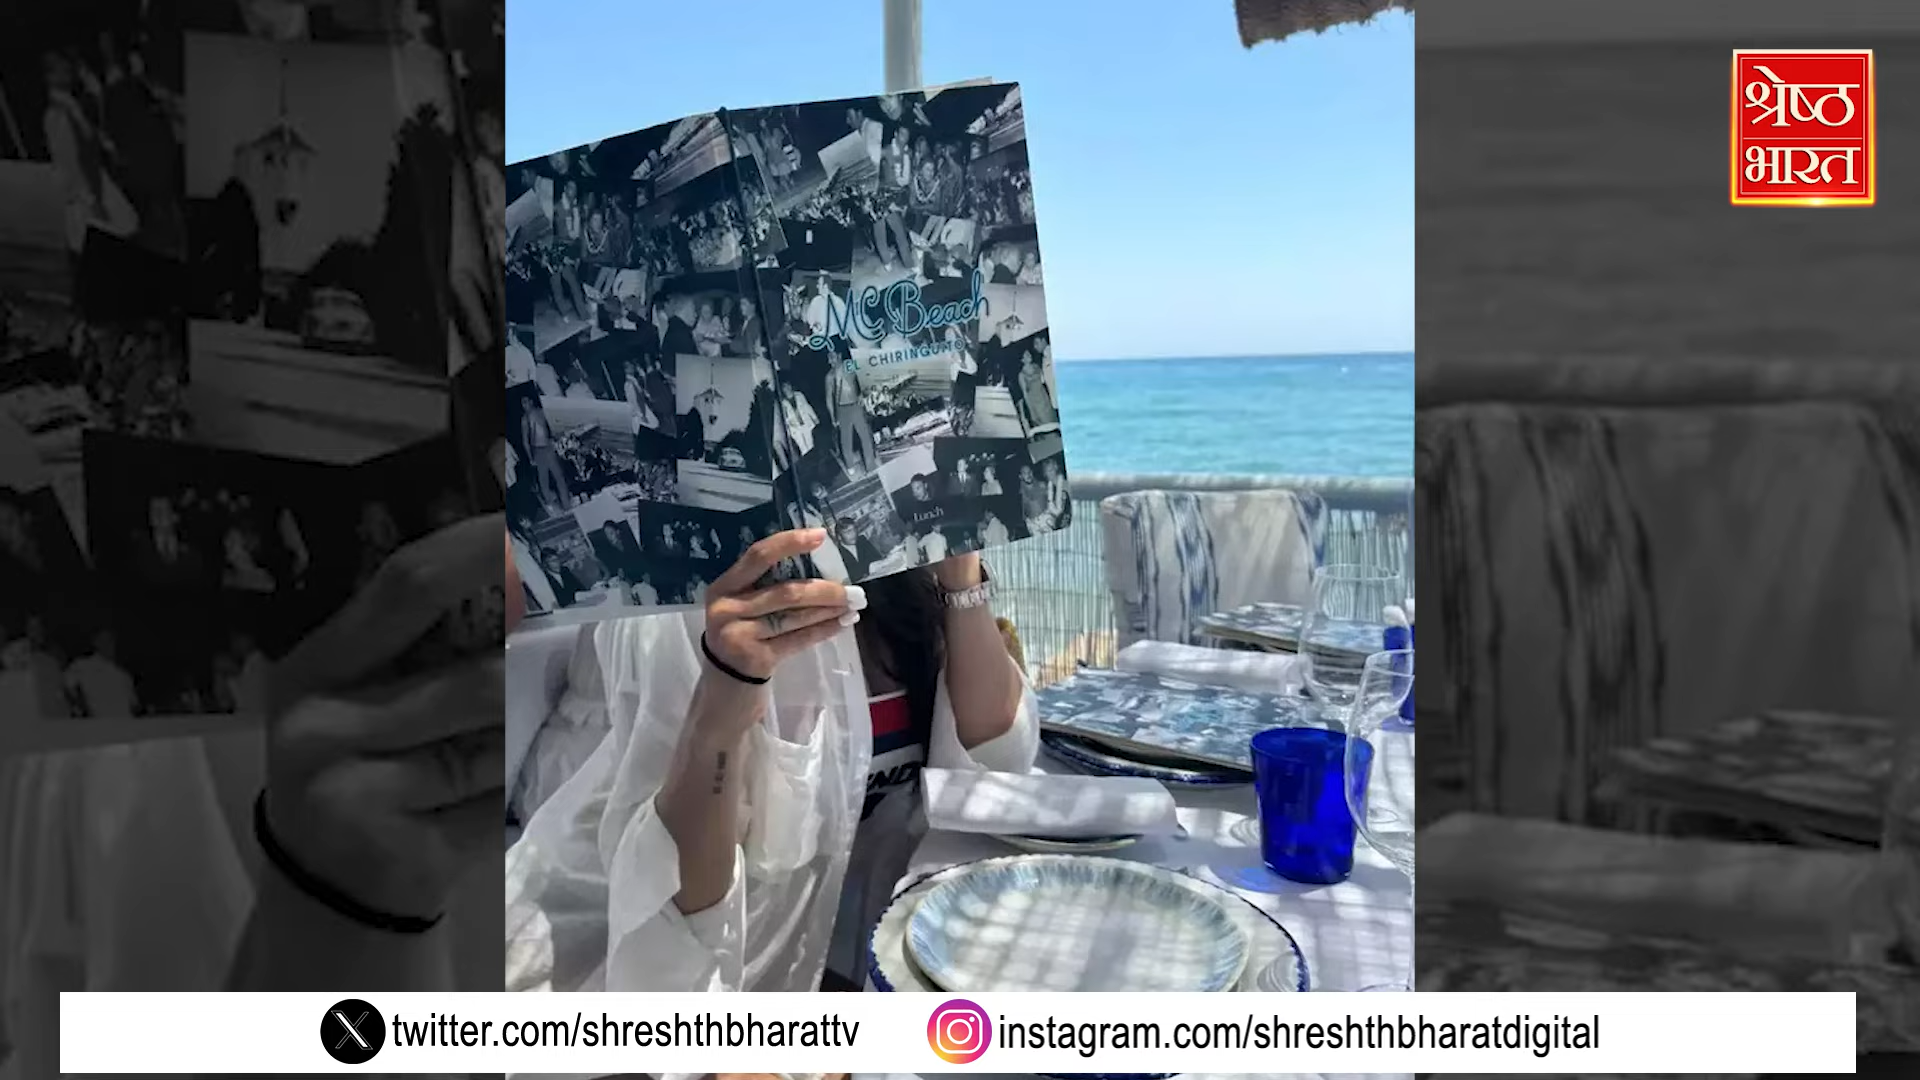 श्रेष्ठ
भारत
MC Beach
EL CHIRINGUITO
Lunch
twitter.com/shreshthbharattv
instagram.com/shreshthbharatdigital